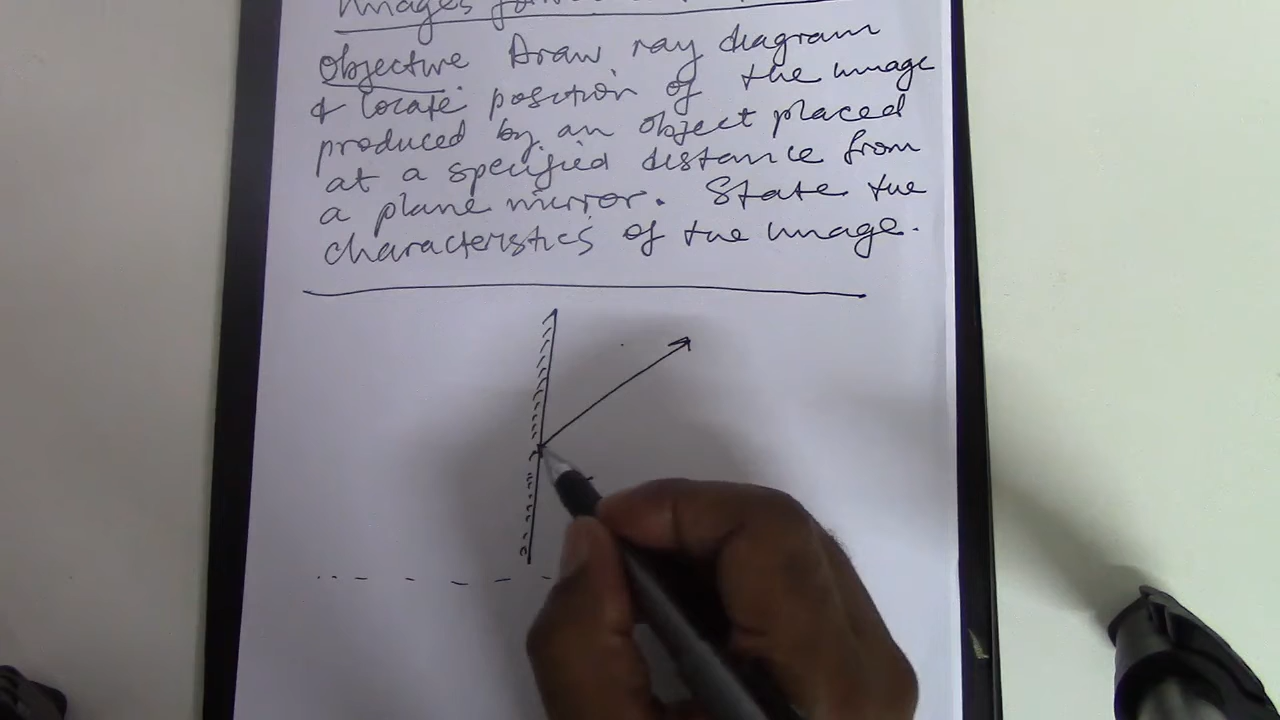 Images
Objective Draw ray diagram
& locate position of the image
produced by an object placed
at a specified distance from
a plane mirror. State the
characteristics of the image.